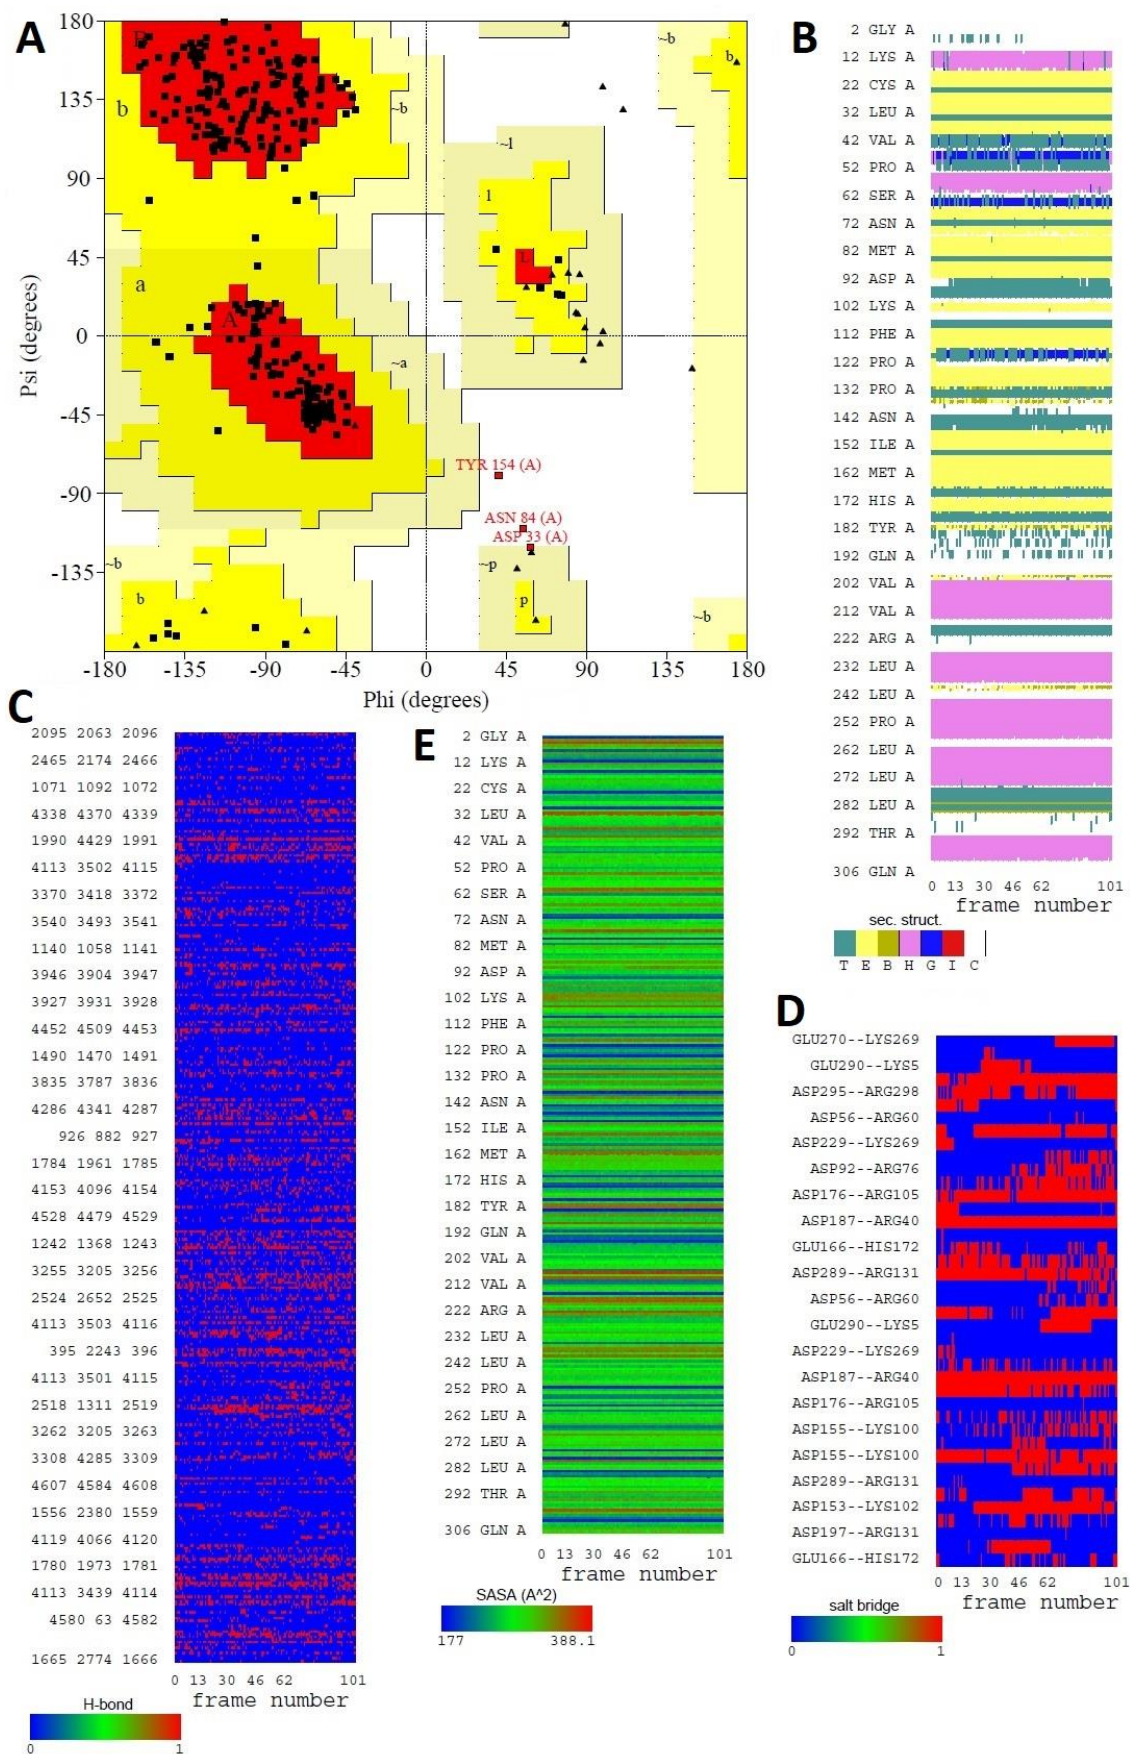 A
180
135
90
45
0
-45
-90
-135
Psi (degrees)
B
b
~b
~b
b
~l
l
L
a
A
~a
TYR 154 (A)
ASN 84 (A)
ASP 33 (A)
~b
b
~p
p
~b
-180 -135 -90 -45 0 45 90 135 180
Phi (degrees)
B
2 GLY A
12 LYS A
22 CYS A
32 LEU A
42 VAL A
52 PRO A
62 SER A
72 ASN A
82 MET A
92 ASP A
102 LYS A
112 PHE A
122 PRO A
132 PRO A
142 ASN A
152 ILE A
162 MET A
172 HIS A
182 TYR A
192 GLN A
202 VAL A
212 VAL A
222 ARG A
232 LEU A
242 LEU A
252 PRO A
262 LEU A
272 LEU A
282 LEU A
292 THR A
306 GLN A
0 13 30 46 62 101
frame number
sec. struct.
T E B H G I C
C
2095 2063 2096
2465 2174 2466
1071 1092 1072
4338 4370 4339
1990 4429 1991
4113 3502 4115
3370 3418 3372
3540 3493 3541
1140 1058 1141
3946 3904 3947
3927 3931 3928
4452 4509 4453
1490 1470 1491
3835 3787 3836
4286 4341 4287
926 882 927
1784 1961 1785
4153 4096 4154
4528 4479 4529
1242 1368 1243
3255 3205 3256
2524 2652 2525
4113 3503 4116
395 2243 396
4113 3501 4115
2518 1311 2519
3262 3205 3263
3308 4285 3309
4607 4584 4608
1556 2380 1559
4119 4066 4120
1780 1973 1781
4113 3439 4114
4580 63 4582
1665 2774 1666
0 13 30 46 62 101
frame number
H-bond
0 1
E
2 GLY A
12 LYS A
22 CYS A
32 LEU A
42 VAL A
52 PRO A
62 SER A
72 ASN A
82 MET A
92 ASP A
102 LYS A
112 PHE A
122 PRO A
132 PRO A
142 ASN A
152 ILE A
162 MET A
172 HIS A
182 TYR A
192 GLN A
202 VAL A
212 VAL A
222 ARG A
232 LEU A
242 LEU A
252 PRO A
262 LEU A
272 LEU A
282 LEU A
292 THR A
306 GLN A
0 13 30 46 62 101
frame number
SASA (A^2)
177 388.1
D
GLU270--LYS269
GLU290--LYS5
ASP295--ARG298
ASP56--ARG60
ASP229--LYS269
ASP92--ARG76
ASP176--ARG105
ASP187--ARG40
GLU166--HIS172
ASP289--ARG131
ASP56--ARG60
GLU290--LYS5
ASP229--LYS269
ASP187--ARG40
ASP176--ARG105
ASP155--LYS100
ASP155--LYS100
ASP289--ARG131
ASP153--LYS102
ASP197--ARG131
GLU166--HIS172
0 13 30 46 62 101
frame number
salt bridge
0 1